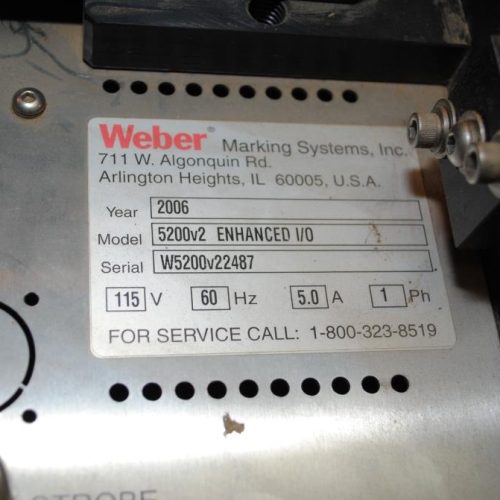 Weber® Marking Systems, Inc.
711 W. Algonquin Rd.
Arlington Heights, IL 60005, U.S.A.
Year 2006
Model 5200v2 ENHANCED I/O
Serial W5200v22487
115 V 60 Hz 5.0 A 1 Ph
FOR SERVICE CALL: 1-800-323-8519
STROBE